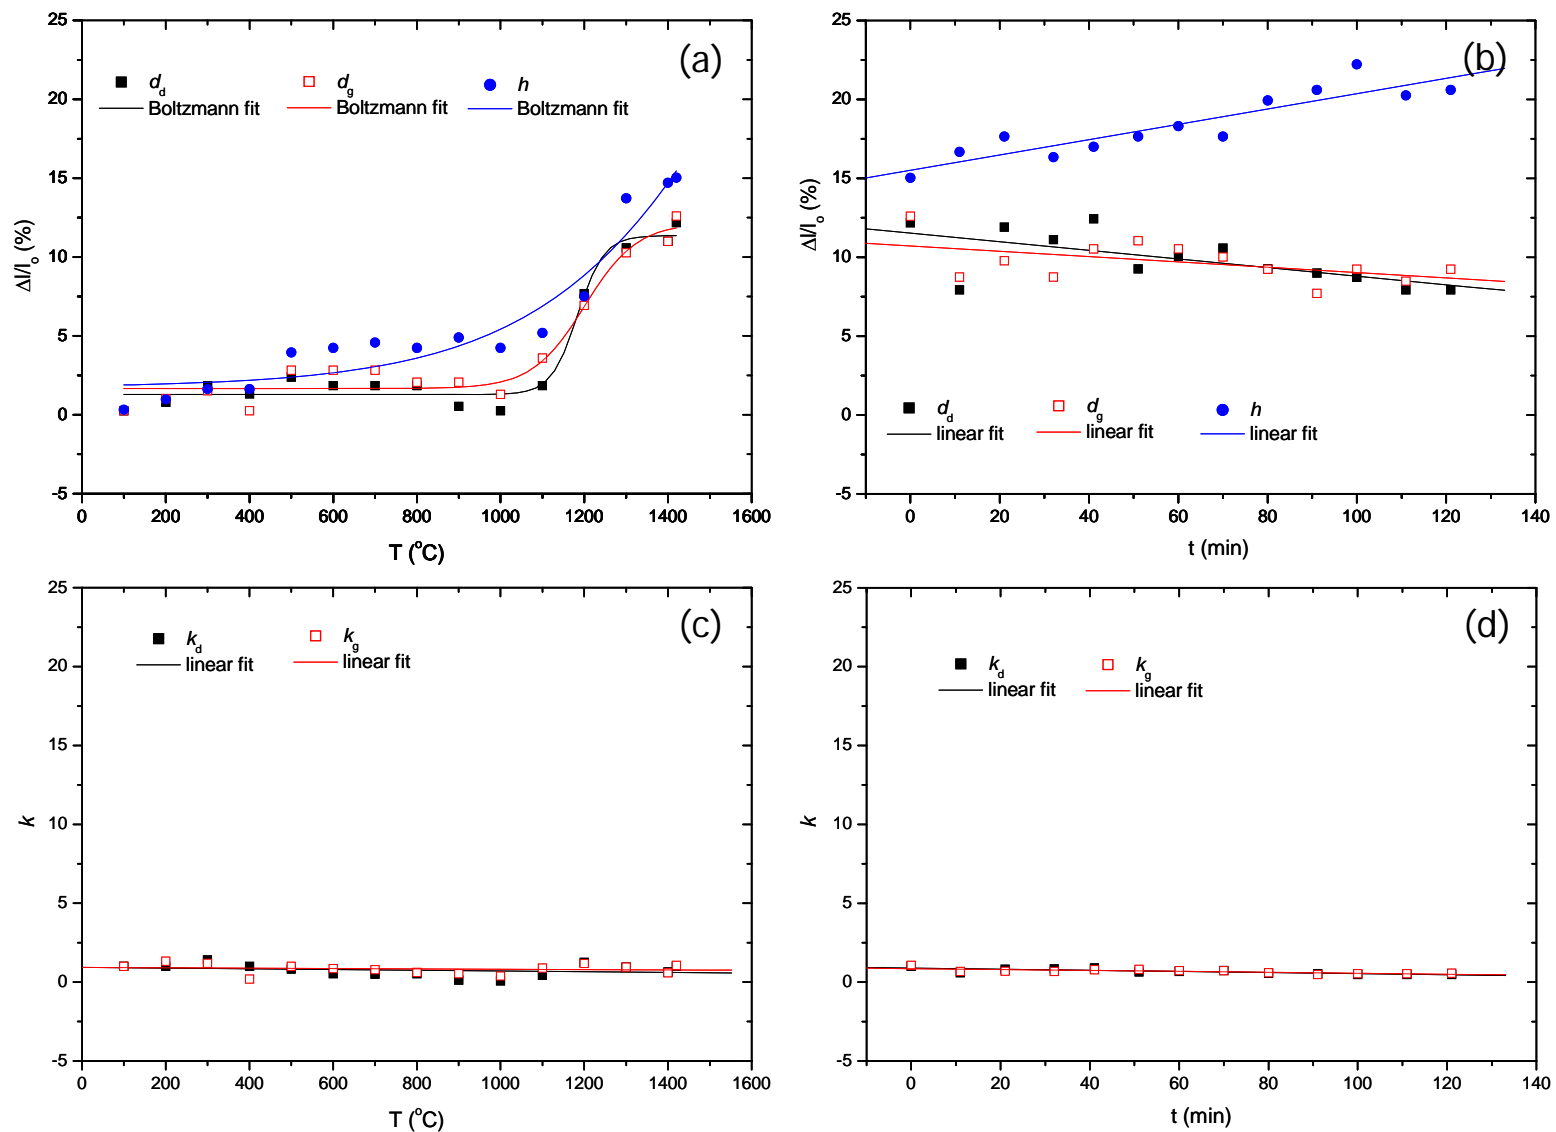 (a)
d_d d_g h
Boltzmann fit Boltzmann fit Boltzmann fit
25
20
15
10
5
0
-5
ΔI/I_o (%)
0 200 400 600 800 1000 1200 1400 1600
T (°C)
(b)
25
20
15
10
5
0
-5
ΔI/I_o (%)
d_d d_g h
linear fit linear fit linear fit
0 20 40 60 80 100 120 140
t (min)
(c)
k_d k_g
linear fit linear fit
25
20
15
10
5
0
-5
k
0 200 400 600 800 1000 1200 1400 1600
T (°C)
(d)
k_d k_g
linear fit linear fit
25
20
15
10
5
0
-5
k
0 20 40 60 80 100 120 140
t (min)